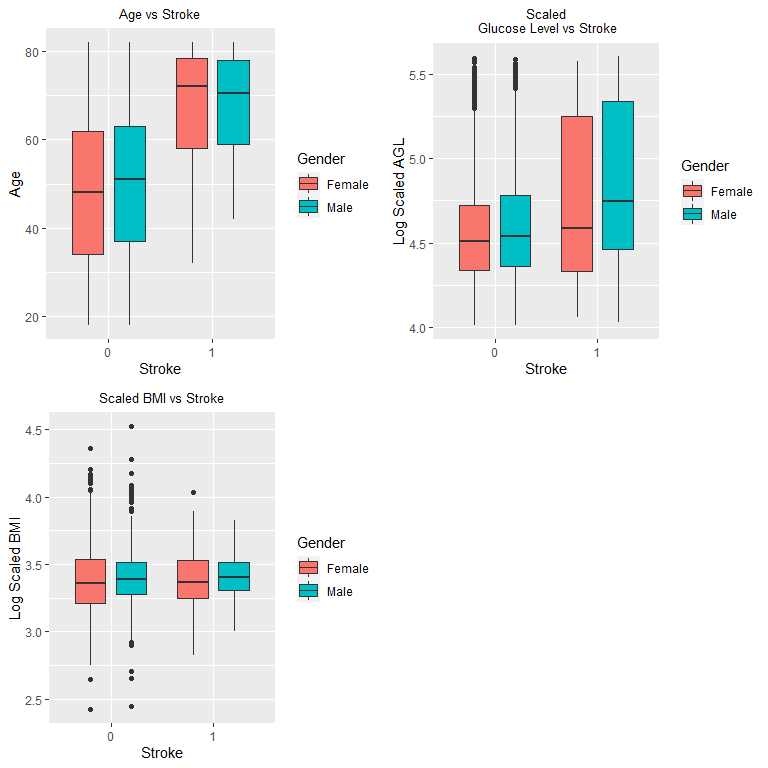 Age vs Stroke
80
60
40
20
Age
0
1
Stroke
Gender
Female
Male
Scaled
Glucose Level vs Stroke
5.5
5.0
4.5
4.0
Log Scaled AGL
0
1
Stroke
Gender
Female
Male
Scaled BMI vs Stroke
4.5
4.0
3.5
3.0
2.5
Log Scaled BMI
0
1
Stroke
Gender
Female
Male